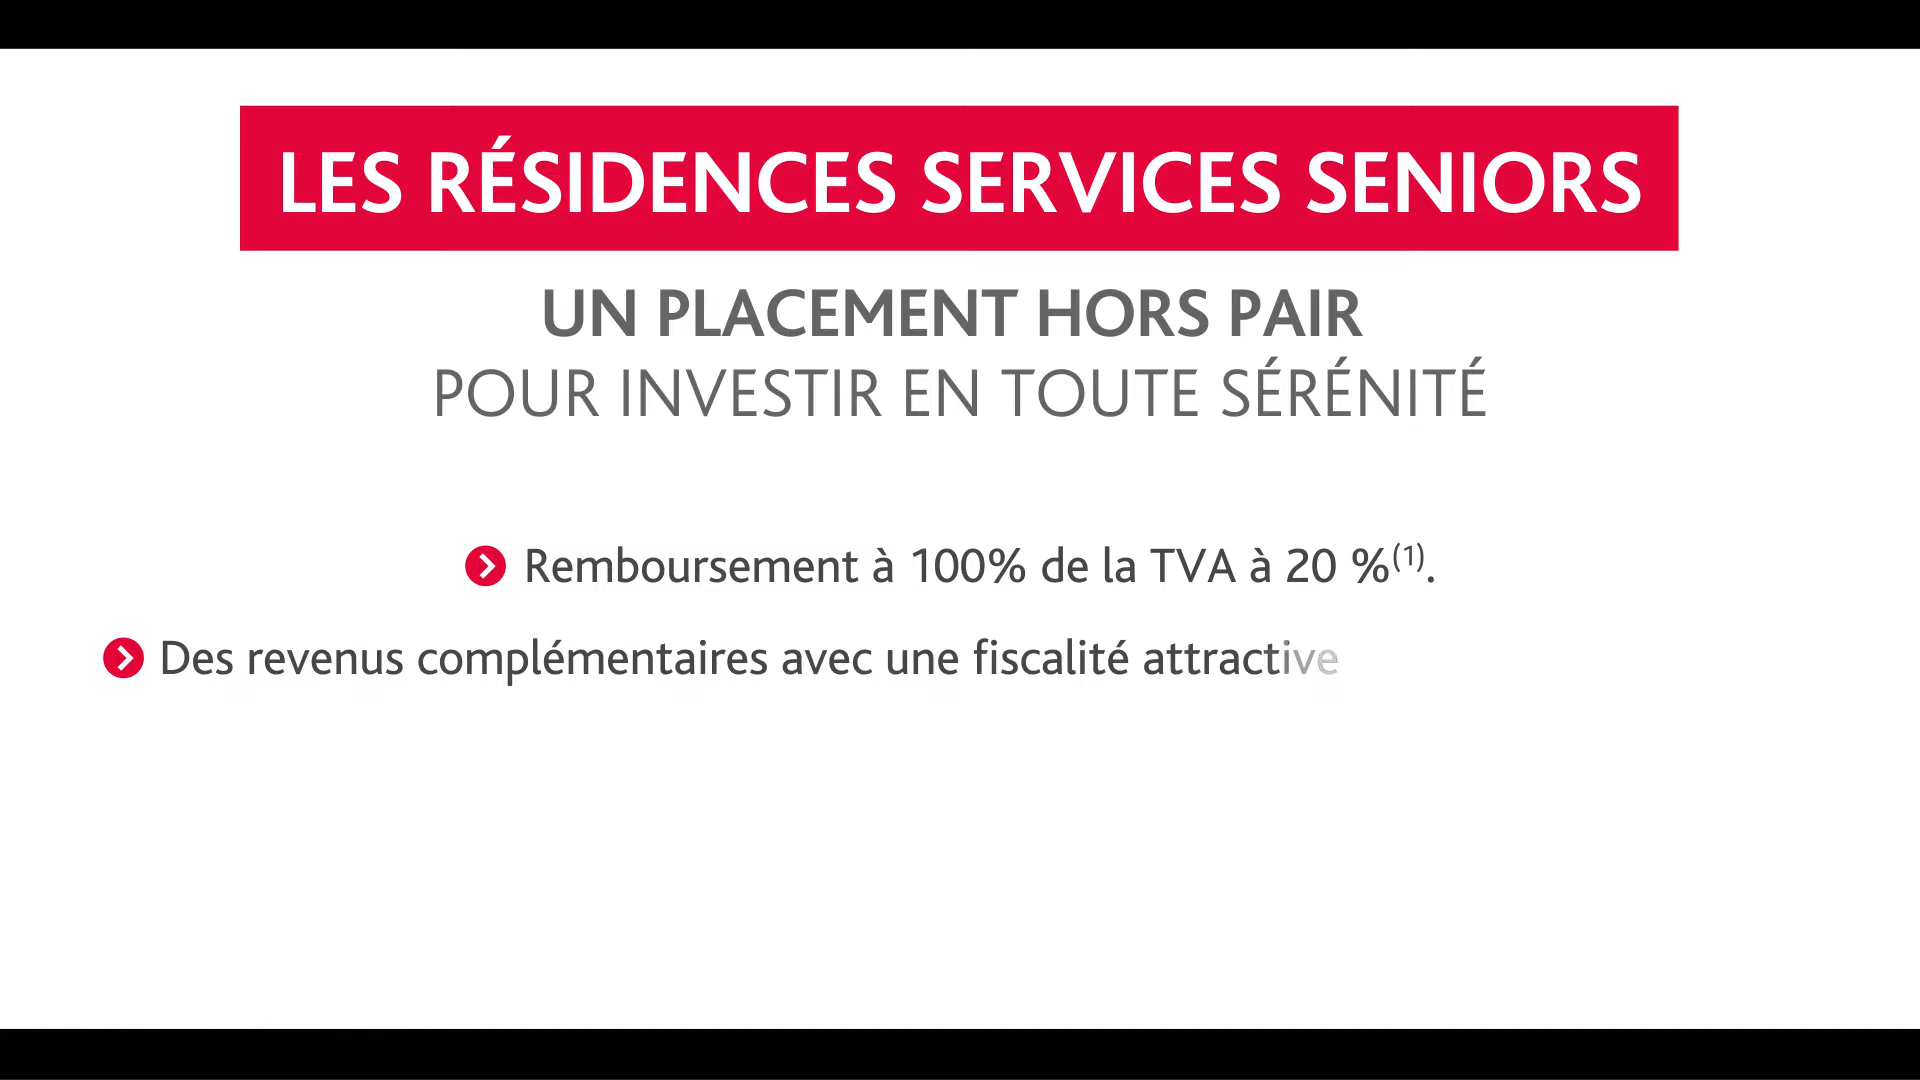 LES RÉSIDENCES SERVICES SENIORS
UN PLACEMENT HORS PAIR
POUR INVESTIR EN TOUTE SÉRÉNITÉ
Remboursement à 100% de la TVA à 20 %(1).
Des revenus complémentaires avec une fiscalité attractive